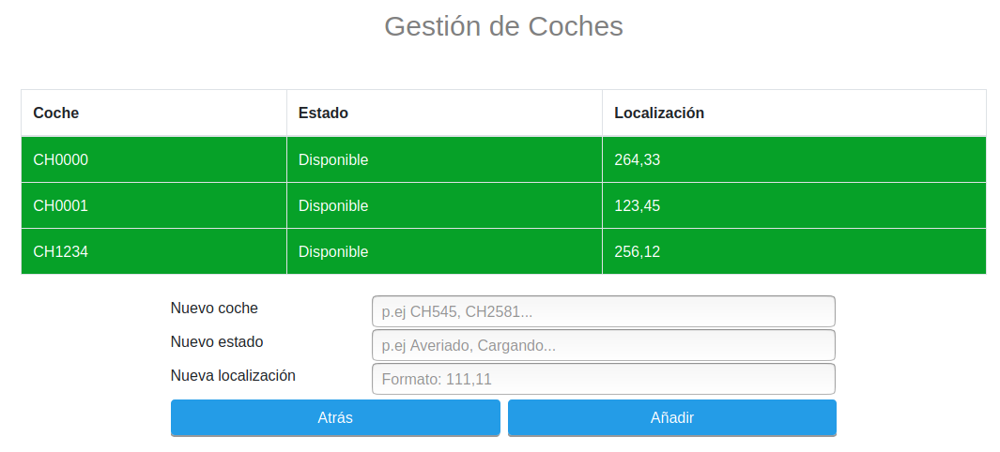 Gestión de Coches
Coche Estado Localización
CH0000 Disponible 264,33
CH0001 Disponible 123,45
CH1234 Disponible 256,12
Nuevo coche p.ej CH545, CH2581...
Nuevo estado p.ej Averiado, Cargando...
Nueva localización Formato: 111,11
Atrás Añadir